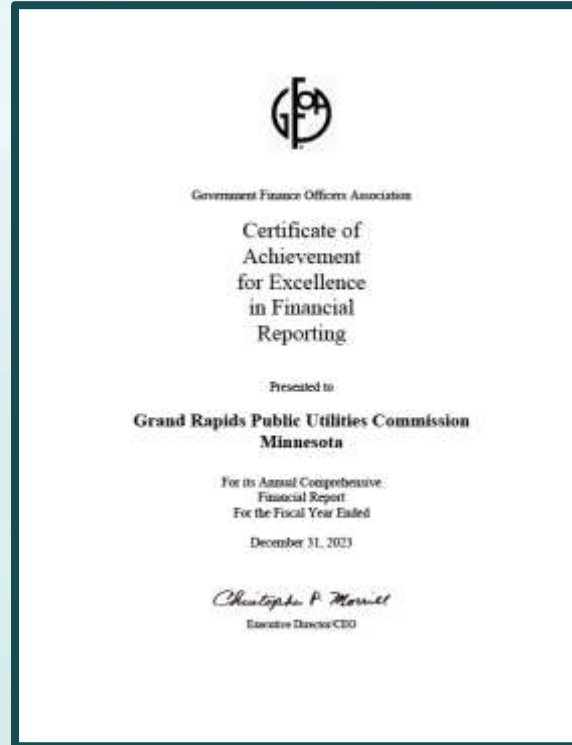 GFOA
Government Finance Officers Association
Certificate of
Achievement
for Excellence
in Financial
Reporting
Presented to
Grand Rapids Public Utilities Commission
Minnesota
For its Annual Comprehensive
Financial Report
For the Fiscal Year Ended
December 31, 2023
Christopher P. Morrill
Executive Director/CEO